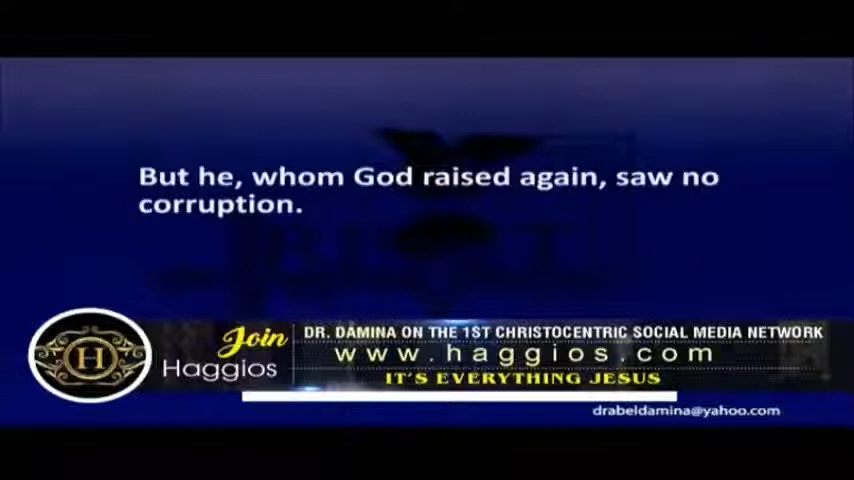 But he, whom God raised again, saw no
corruption.
H
Join
Haggios
DR. DAMINA ON THE 1ST CHRISTOCENTRIC SOCIAL MEDIA NETWORK
www.haggios.com
IT'S EVERYTHING JESUS
drabeldamina@yahoo.com